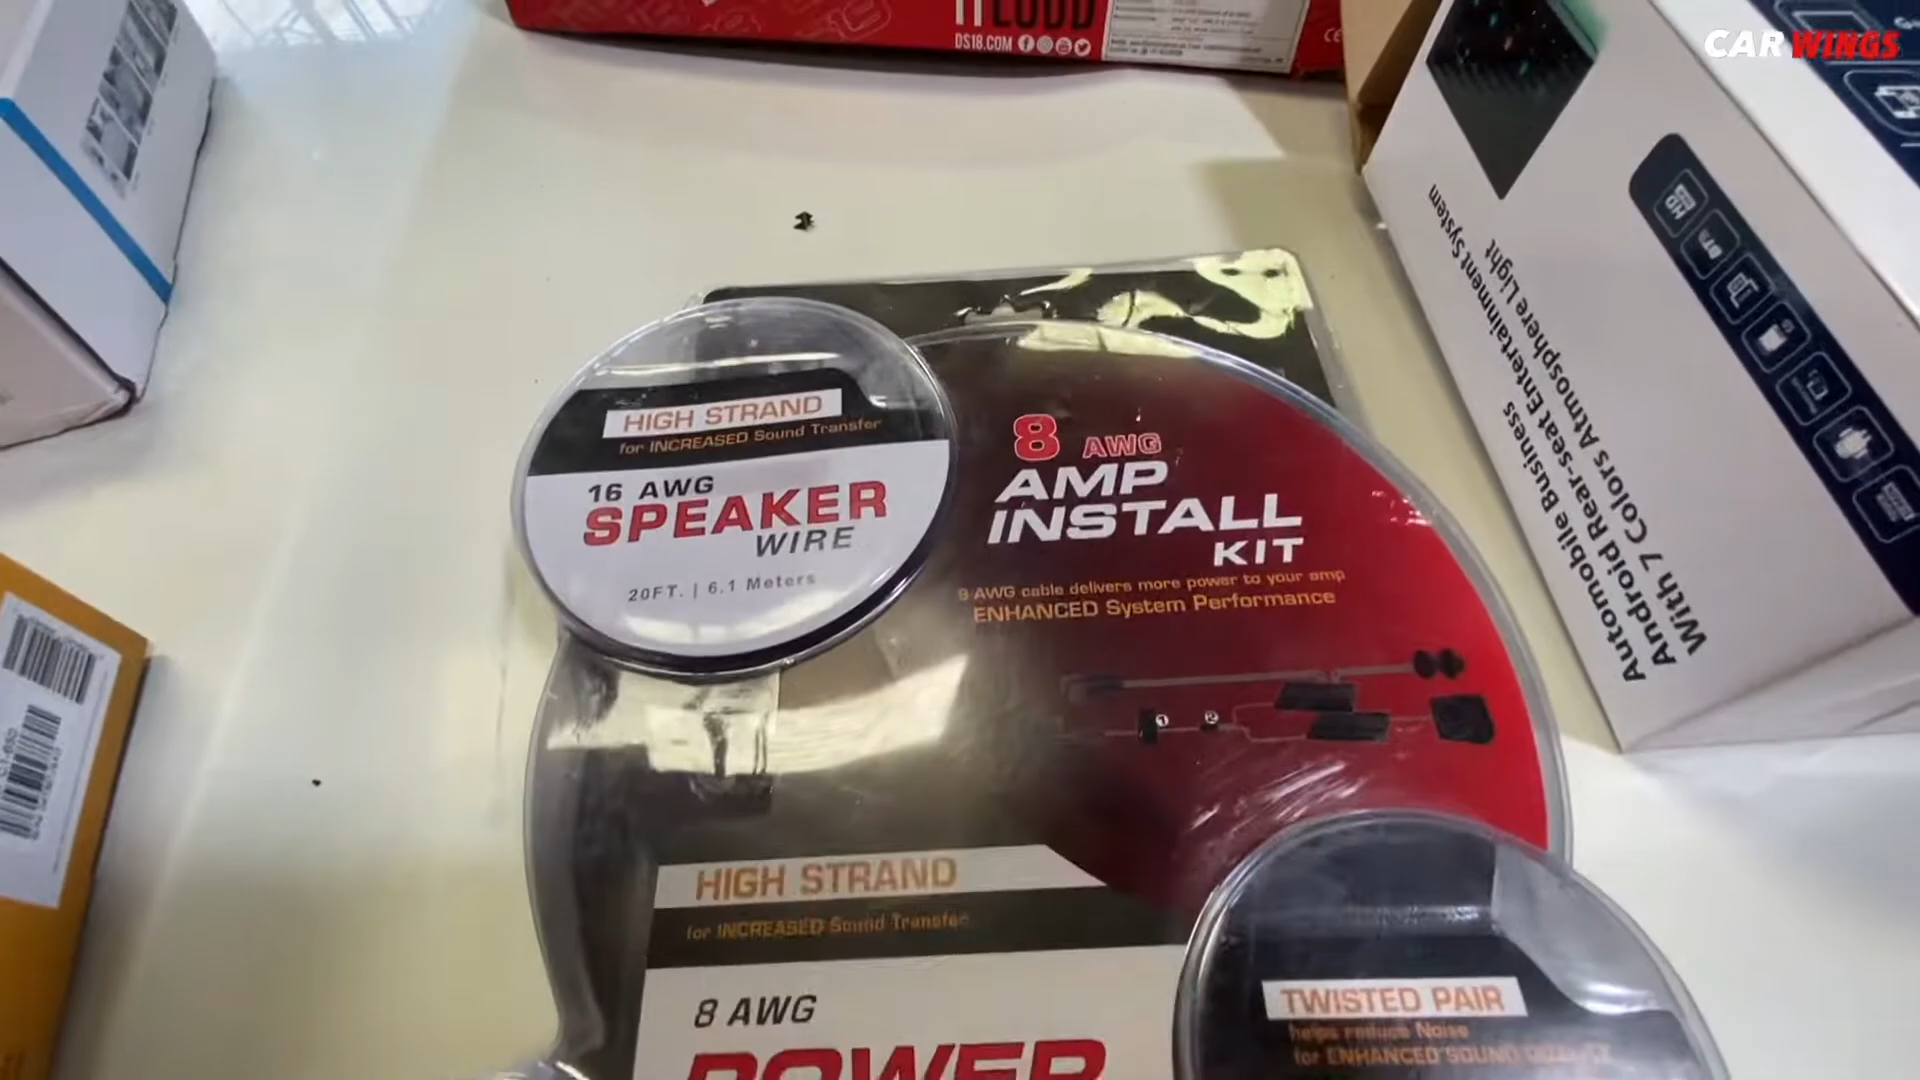 LOUD
DS18.COM
CAR WINGS
HIGH STRAND
for INCREASED Sound Transfer
16 AWG
SPEAKER
WIRE
20FT. | 6.1 Meters
8 AWG
AMP
INSTALL
KIT
8 AWG cable delivers more power to your amp
ENHANCED System Performance
1 2
HIGH STRAND
for INCREASED Sound Transfer
8 AWG
POWER
TWISTED PAIR
helps reduce Noise
for ENHANCED SOUND
Automobile Business
Android Rear-seat Entertainment System
With 7 Colors Atmosphere Light
HD